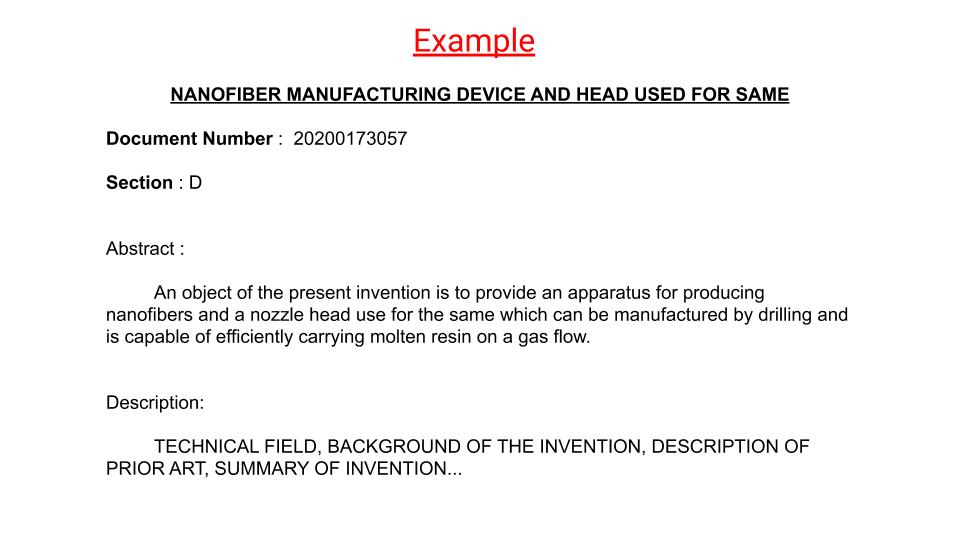 Example
NANOFIBER MANUFACTURING DEVICE AND HEAD USED FOR SAME
Document Number : 20200173057
Section : D
Abstract :
An object of the present invention is to provide an apparatus for producing
nanofibers and a nozzle head use for the same which can be manufactured by drilling and
is capable of efficiently carrying molten resin on a gas flow.
Description:
TECHNICAL FIELD, BACKGROUND OF THE INVENTION, DESCRIPTION OF
PRIOR ART, SUMMARY OF INVENTION...